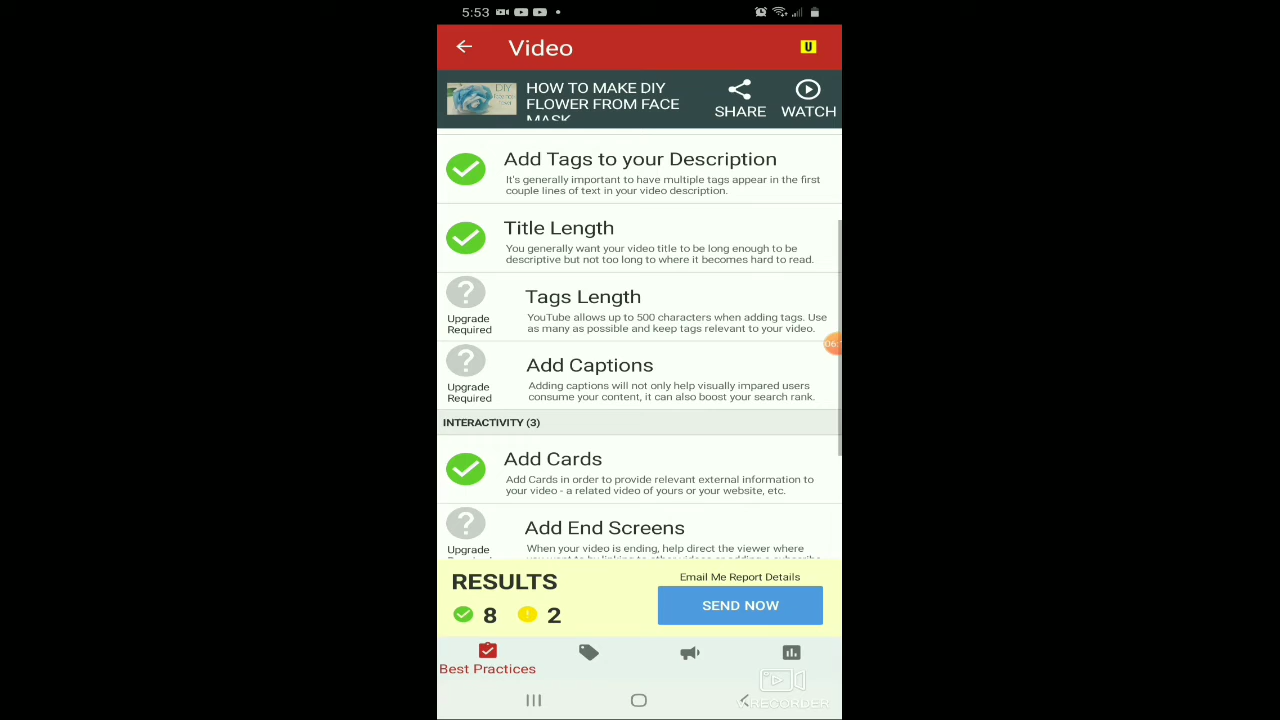 5:53
Video
U
DIY
HOW TO MAKE DIY
FLOWER FROM FACE
MASK
SHARE
WATCH
Add Tags to your Description
It's generally important to have multiple tags appear in the first
couple lines of text in your video description.
Title Length
You generally want your video title to be long enough to be
descriptive but not too long to where it becomes hard to read.
Upgrade
Required
Tags Length
YouTube allows up to 500 characters when adding tags. Use
as many as possible and keep tags relevant to your video.
06:
Upgrade
Required
Add Captions
Adding captions will not only help visually impared users
consume your content, it can also boost your search rank.
INTERACTIVITY (3)
Add Cards
Add Cards in order to provide relevant external information to
your video - a related video of yours or your website, etc.
Upgrade
Add End Screens
When your video is ending, help direct the viewer where
RESULTS
8
2
Email Me Report Details
SEND NOW
Best Practices
RECORDER